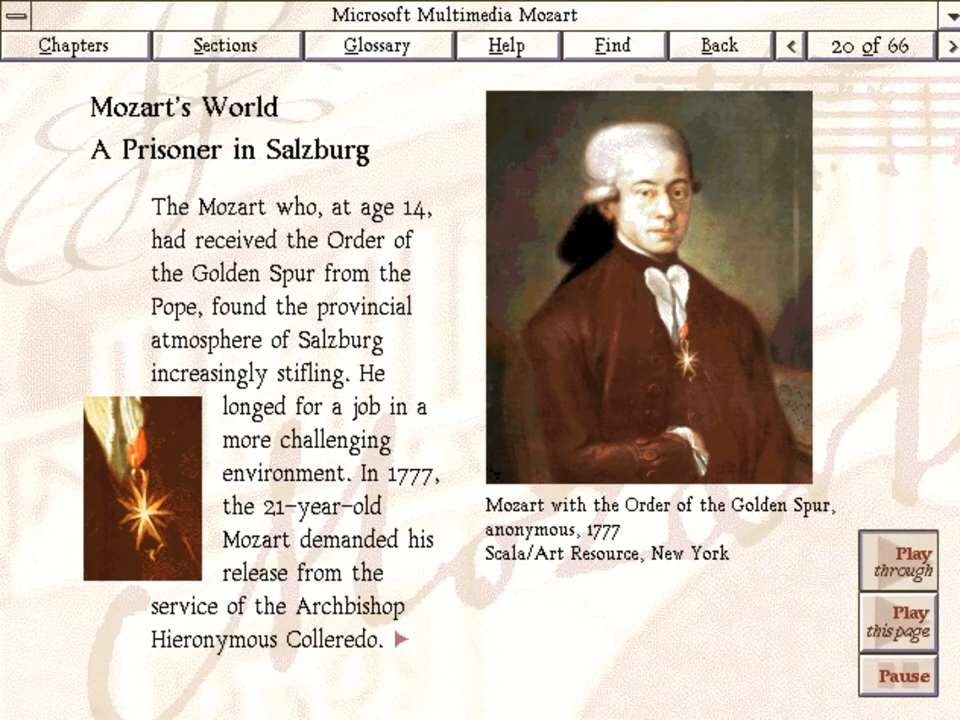 Microsoft Multimedia Mozart
Chapters Sections Glossary Help Find Back < 20 of 66 >
Mozart's World
A Prisoner in Salzburg
The Mozart who, at age 14,
had received the Order of
the Golden Spur from the
Pope, found the provincial
atmosphere of Salzburg
increasingly stifling. He
longed for a job in a
more challenging
environment. In 1777,
the 21-year-old
Mozart demanded his
release from the
service of the Archbishop
Hieronymous Colleredo.
Mozart with the Order of the Golden Spur,
anonymous, 1777
Scala/Art Resource, New York
Play
through
Play
this page
Pause
Mozart